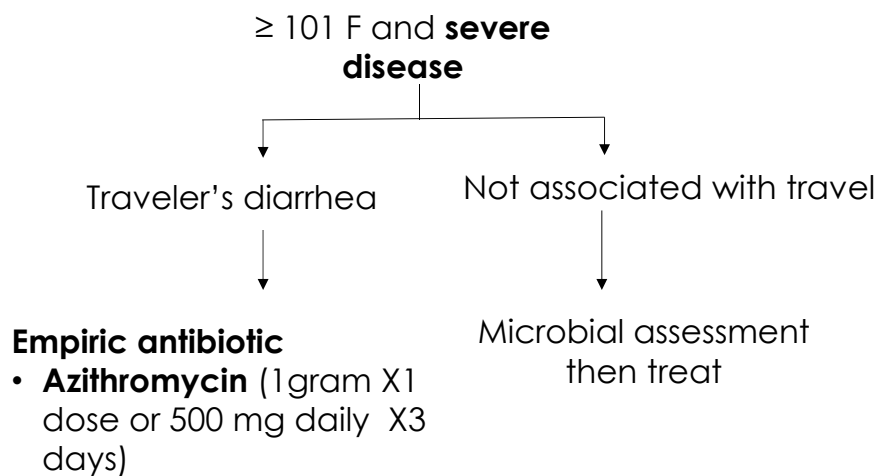 ≥ 101 F and severe
disease
Traveler’s diarrhea
Not associated with travel
Empiric antibiotic
• Azithromycin (1gram X1
dose or 500 mg daily  X3
days)
Microbial assessment
then treat